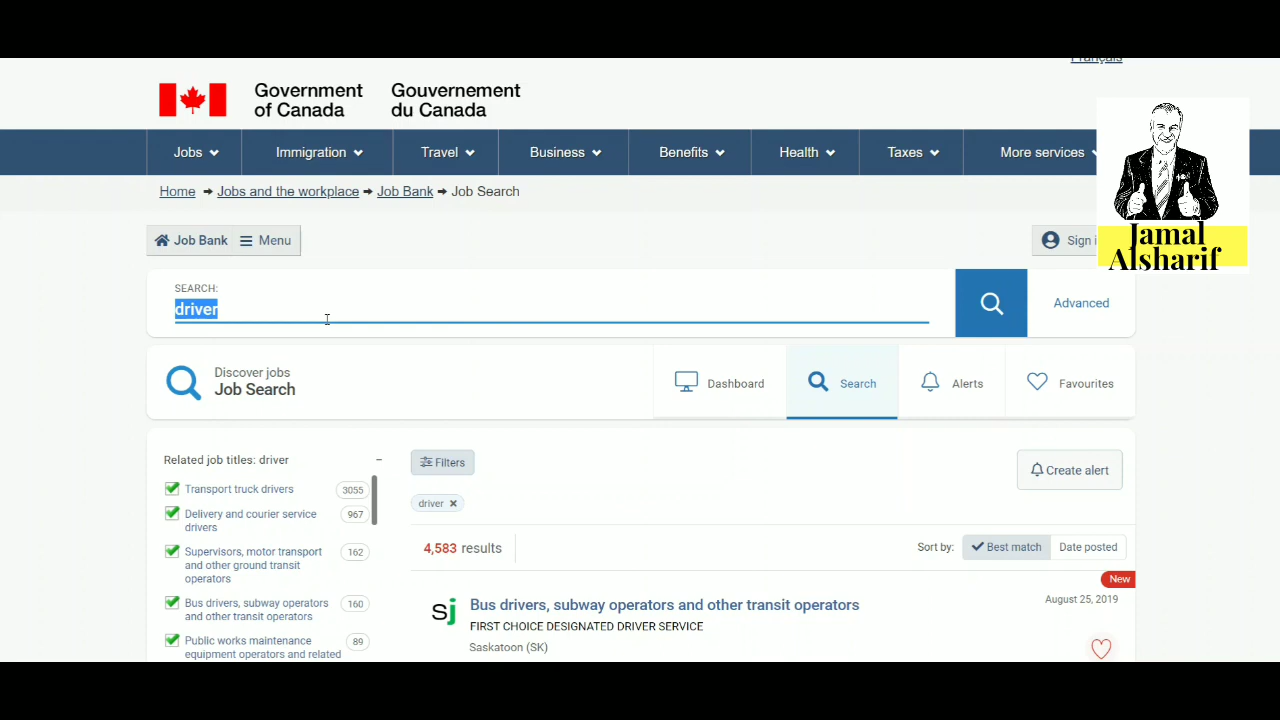 Français
Government of Canada
Gouvernement du Canada
Jobs
Immigration
Travel
Business
Benefits
Health
Taxes
More services
Home
Jobs and the workplace
Job Bank
Job Search
Job Bank
Menu
Sign i
Jamal
Alsharif
SEARCH:
driver
Advanced
Discover jobs
Job Search
Dashboard
Search
Alerts
Favourites
Related job titles: driver
–
Transport truck drivers
3055
Delivery and courier service
drivers
967
Supervisors, motor transport
and other ground transit
operators
162
Bus drivers, subway operators
and other transit operators
160
Public works maintenance
equipment operators and related
89
Filters
Create alert
driver
4,583 results
Sort by:
Best match
Date posted
New
sj
Bus drivers, subway operators and other transit operators
August 25, 2019
FIRST CHOICE DESIGNATED DRIVER SERVICE
Saskatoon (SK)